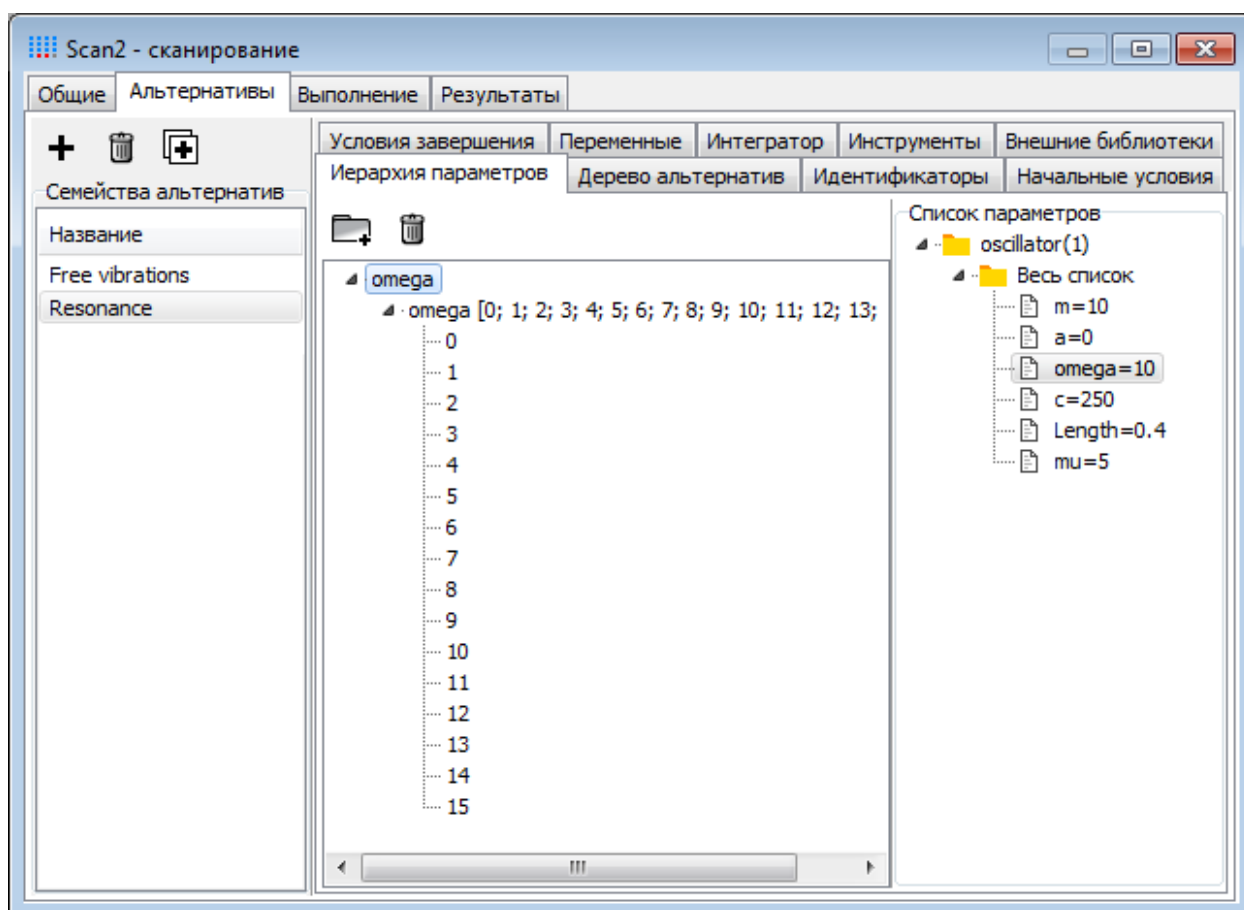 Scan2 - сканирование
Общие Альтернативы Выполнение Результаты
Семейства альтернатив
Название
Free vibrations
Resonance
Условия завершения Переменные Интегратор Инструменты Внешние библиотеки
Иерархия параметров Дерево альтернатив Идентификаторы Начальные условия
omega
omega [0; 1; 2; 3; 4; 5; 6; 7; 8; 9; 10; 11; 12; 13;
0
1
2
3
4
5
6
7
8
9
10
11
12
13
14
15
Список параметров
oscillator(1)
Весь список
m=10
a=0
omega=10
c=250
Length=0.4
mu=5